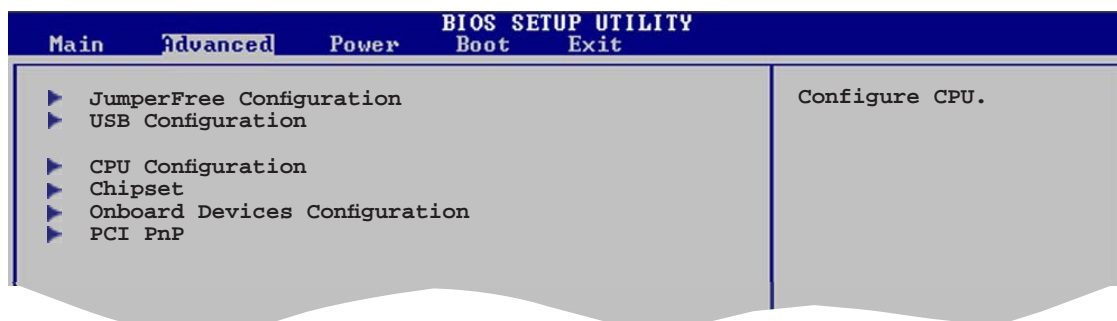 BIOS SETUP UTILITY
Main Advanced Power Boot Exit
JumperFree Configuration
USB Configuration
CPU Configuration
Chipset
Onboard Devices Configuration
PCI PnP
Configure CPU.